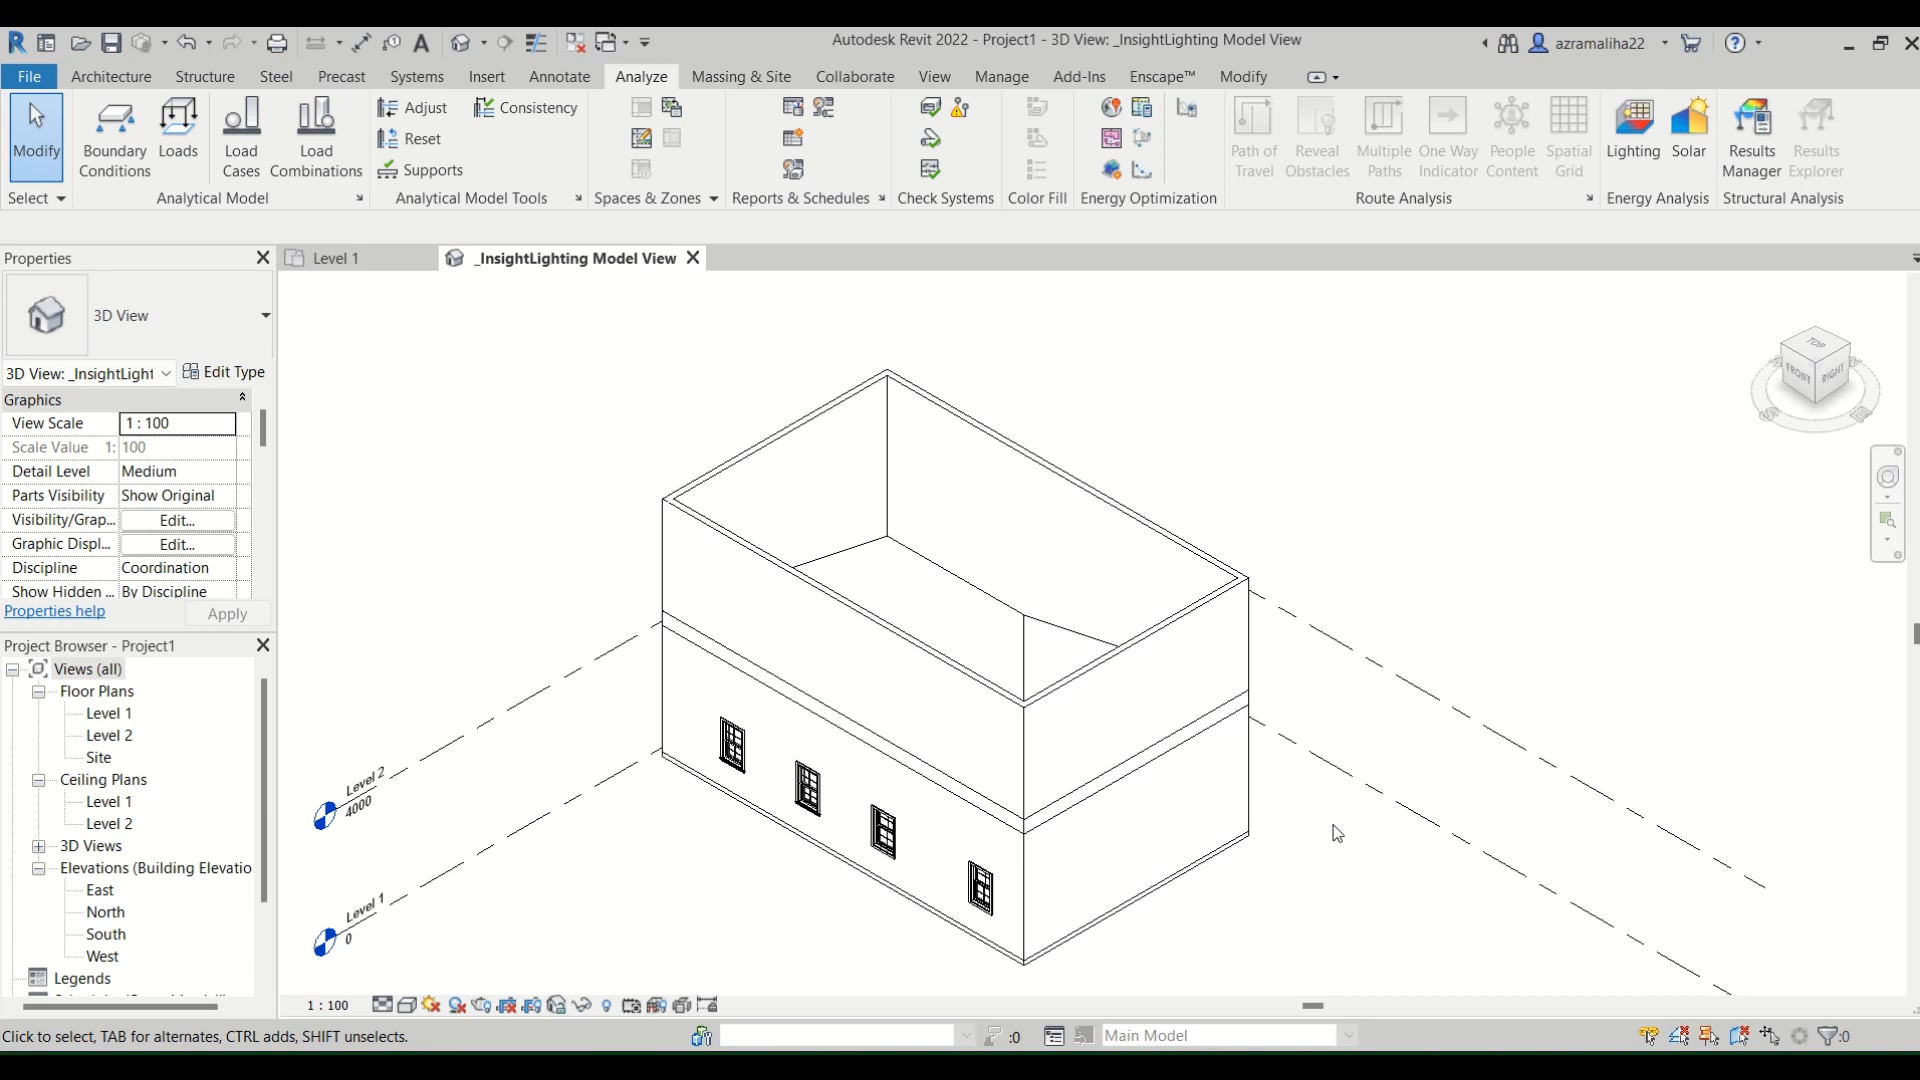 Autodesk Revit 2022 - Project1 - 3D View: _InsightLighting Model View
azramaliha22
File Architecture Structure Steel Precast Systems Insert Annotate Analyze Massing & Site Collaborate View Manage Add-Ins Enscape™ Modify
Modify
Boundary Conditions
Loads
Load Cases
Load Combinations
Adjust
Reset
Supports
Consistency
Path of Travel
Reveal Obstacles
Multiple Paths
One Way Indicator
People Content
Spatial Grid
Lighting
Solar
Results Manager
Results Explorer
Select Analytical Model Analytical Model Tools Spaces & Zones Reports & Schedules Check Systems Color Fill Energy Optimization Route Analysis Energy Analysis Structural Analysis
Properties
Level 1
_InsightLighting Model View
3D View
3D View: _InsightLight
Edit Type
Graphics
View Scale 1 : 100
Scale Value 1: 100
Detail Level Medium
Parts Visibility Show Original
Visibility/Grap... Edit...
Graphic Displ... Edit...
Discipline Coordination
Show Hidden ... By Discipline
Properties help
Apply
Project Browser - Project1
Views (all)
Floor Plans
Level 1
Level 2
Site
Ceiling Plans
Level 1
Level 2
3D Views
Elevations (Building Elevatio
East
North
South
West
Legends
TOP
FRONT
RIGHT
Level 2
4000
Level 1
0
1 : 100
Click to select, TAB for alternates, CTRL adds, SHIFT unselects.
:0
Main Model
:0